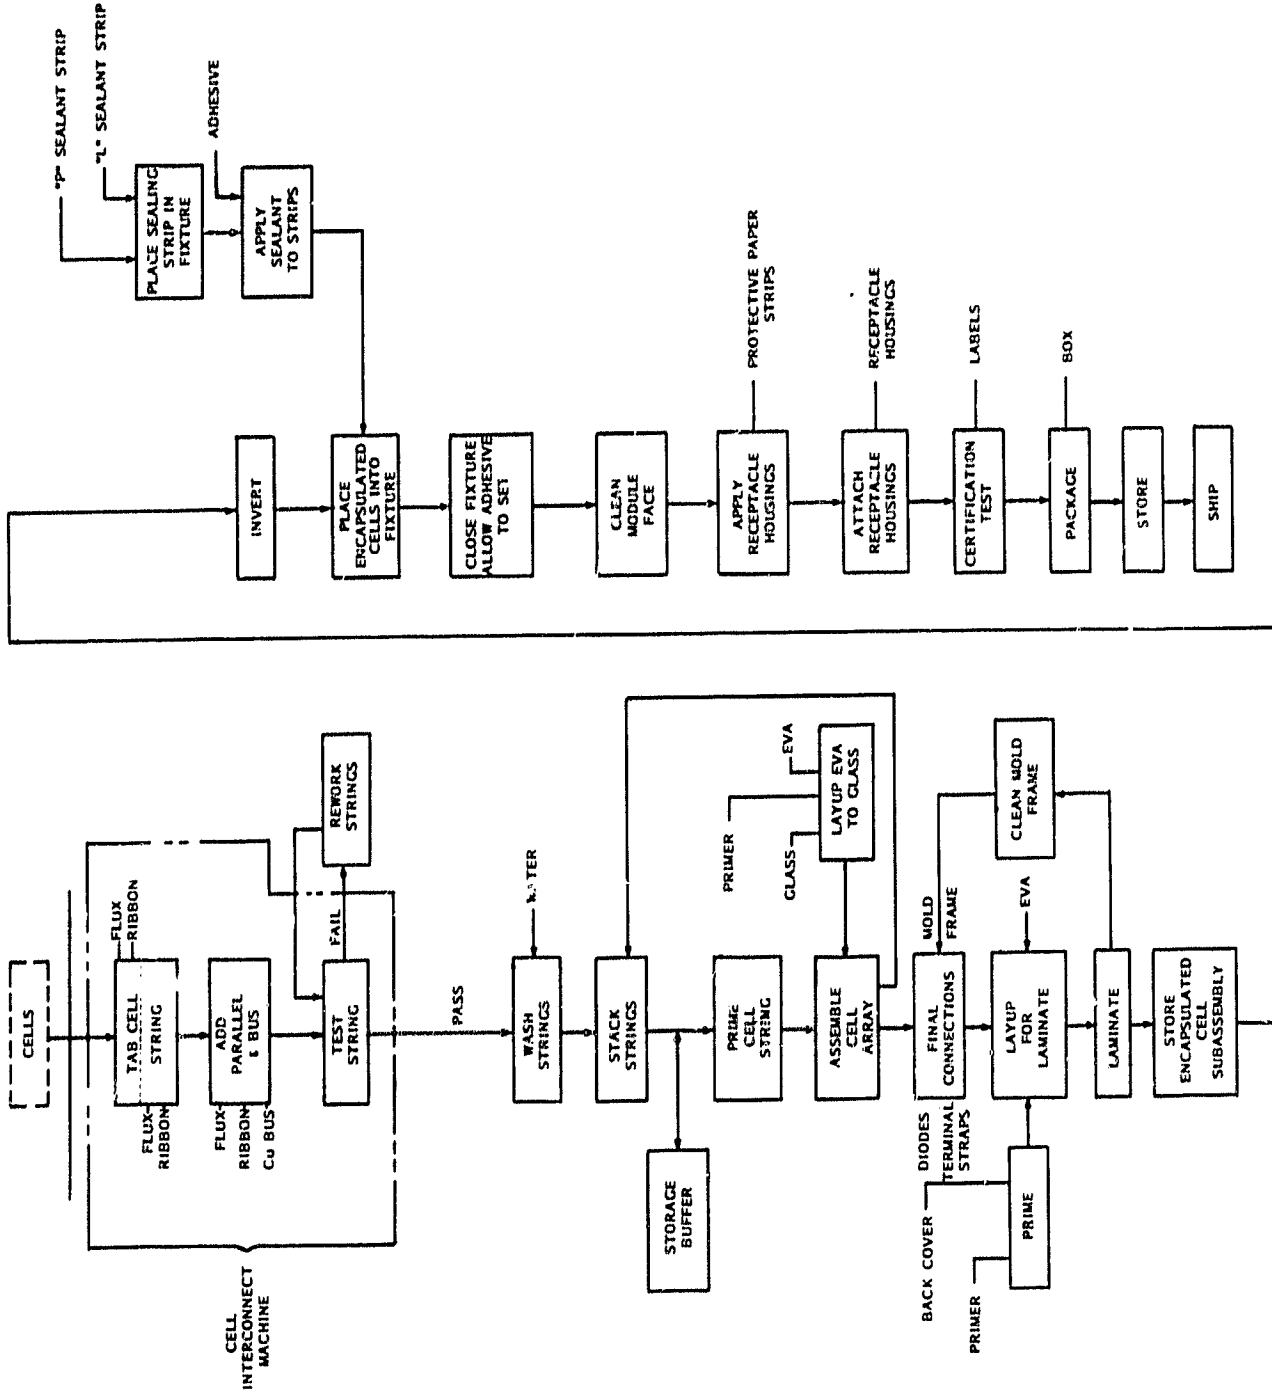 CELLS
FLUX
RIBBON
TAB CELL
STRING
FLUX
RIBBON
ADD
PARALLEL
& BUS
FLUX
RIBBON
Cu BUS
TEST
STRING
FAIL
REWORK
STRINGS
CELL
INTERCONNECT
MACHINE
PASS
WASH
STRINGS
WATER
STACK
STRINGS
STORAGE
BUFFER
PRIME
CELL
STRING
PRIMER
EVA
GLASS
LAYUP EVA
TO GLASS
ASSEMBLE
CELL
ARRAY
FINAL
CONNECTIONS
MOLD
FRAME
DIODES
TERMINAL
STRAPS
CLEAN MOLD
FRAME
LAYUP
FOR
LAMINATE
EVA
BACK COVER
PRIMER
PRIME
LAMINATE
STORE
ENCAPSULATED
CELL
SUBASSEMBLY
"P" SEALANT STRIP
"L" SEALANT STRIP
PLACE SEALING
STRIP IN
FIXTURE
ADHESIVE
APPLY
SEALANT
TO STRIPS
INVERT
PLACE
ENCAPSULATED
CELLS INTO
FIXTURE
CLOSE FIXTURE
ALLOW ADHESIVE
TO SET
CLEAN
MODULE
FACE
APPLY
RECEPTACLE
HOUSINGS
PROTECTIVE PAPER
STRIPS
ATTACH
RECEPTACLE
HOUSINGS
RECEPTACLE
HOUSINGS
CERTIFICATION
TEST
LABELS
PACKAGE
BOX
STORE
SHIP